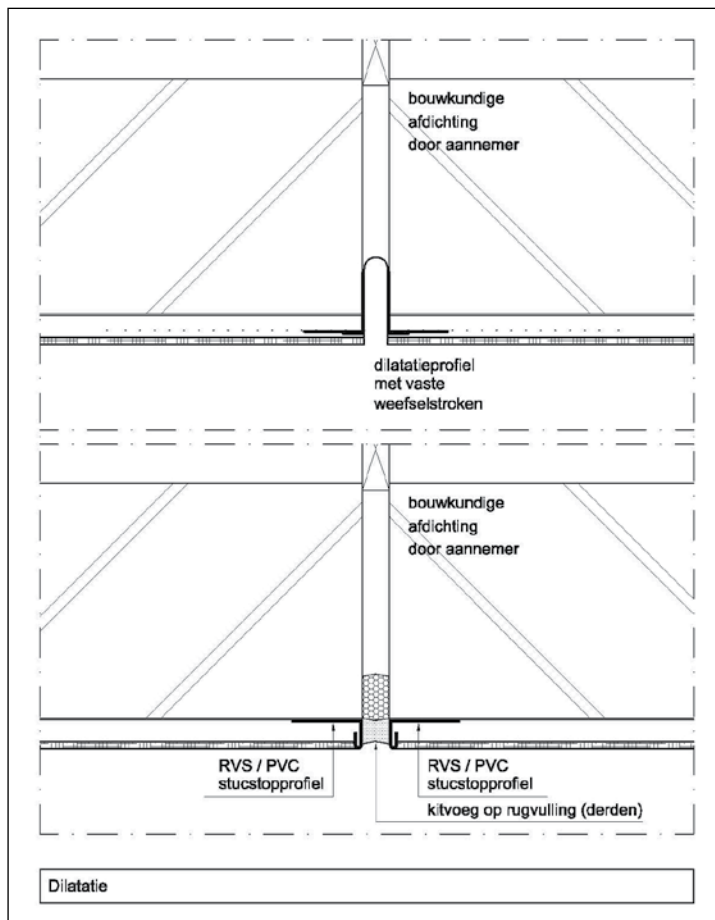 bouwkundige
afdichting
door aannemer
dilatatieprofiel
met vaste
weefselstroken
bouwkundige
afdichting
door aannemer
RVS / PVC
stucstopprofiel
RVS / PVC
stucstopprofiel
kitvoeg op rugvulling (derden)
Dilatatie